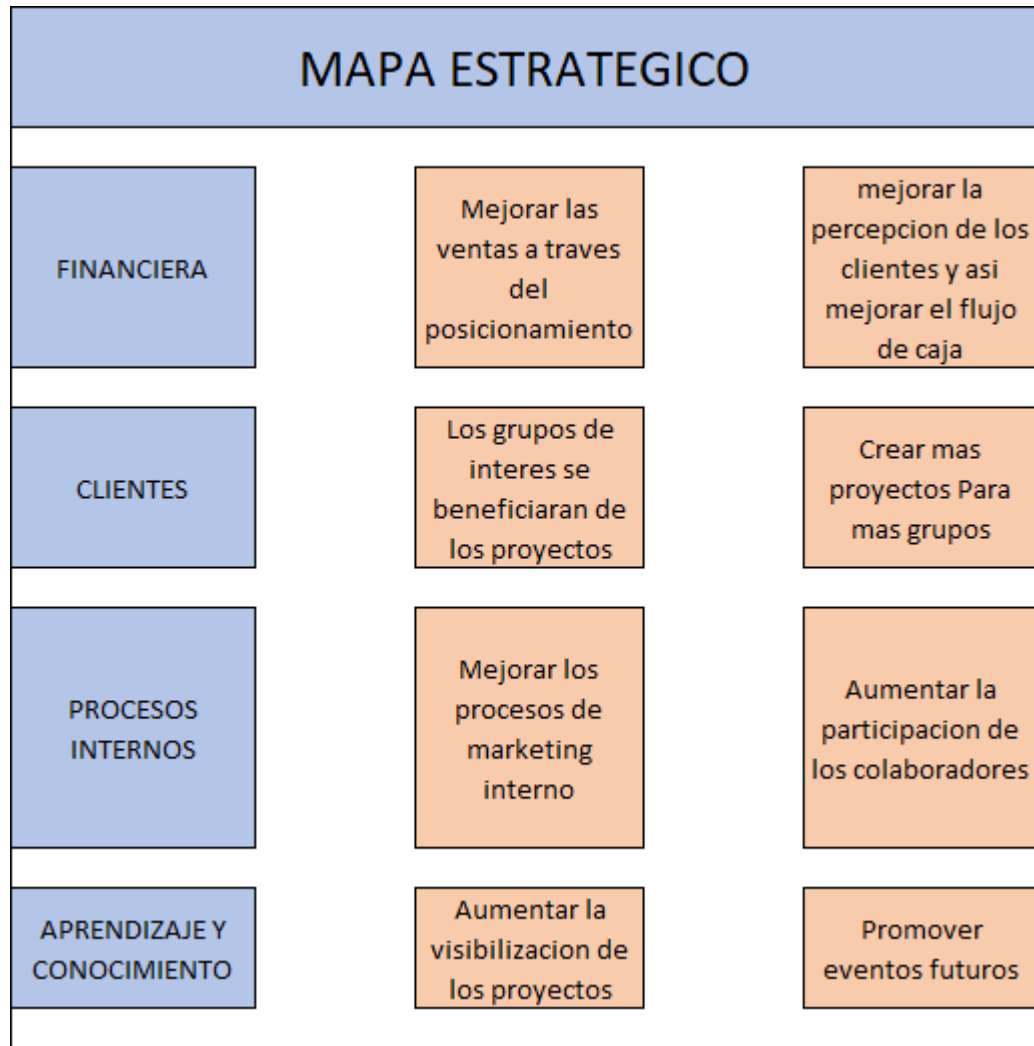 MAPA ESTRATEGICO
FINANCIERA
Mejorar las
ventas a traves
del
posicionamiento
mejorar la
percepcion de los
clientes y asi
mejorar el flujo
de caja
CLIENTES
Los grupos de
interes se
beneficiaran de
los proyectos
Crear mas
proyectos Para
mas grupos
PROCESOS
INTERNOS
Mejorar los
procesos de
marketing
interno
Aumentar la
participacion de
los colaboradores
APRENDIZAJE Y
CONOCIMIENTO
Aumentar la
visibilizacion de
los proyectos
Promover
eventos futuros